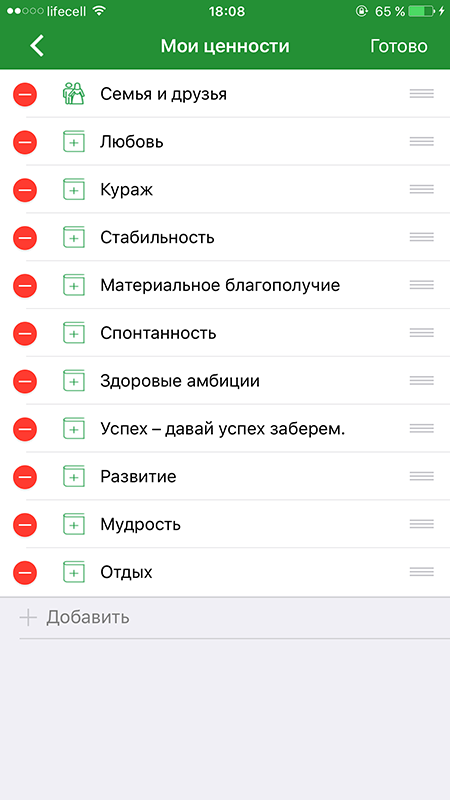 lifecell 18:08 65 %
Мои ценности Готово
Семья и друзья
Любовь
Кураж
Стабильность
Материальное благополучие
Спонтанность
Здоровые амбиции
Успех – давай успех заберем.
Развитие
Мудрость
Отдых
Добавить